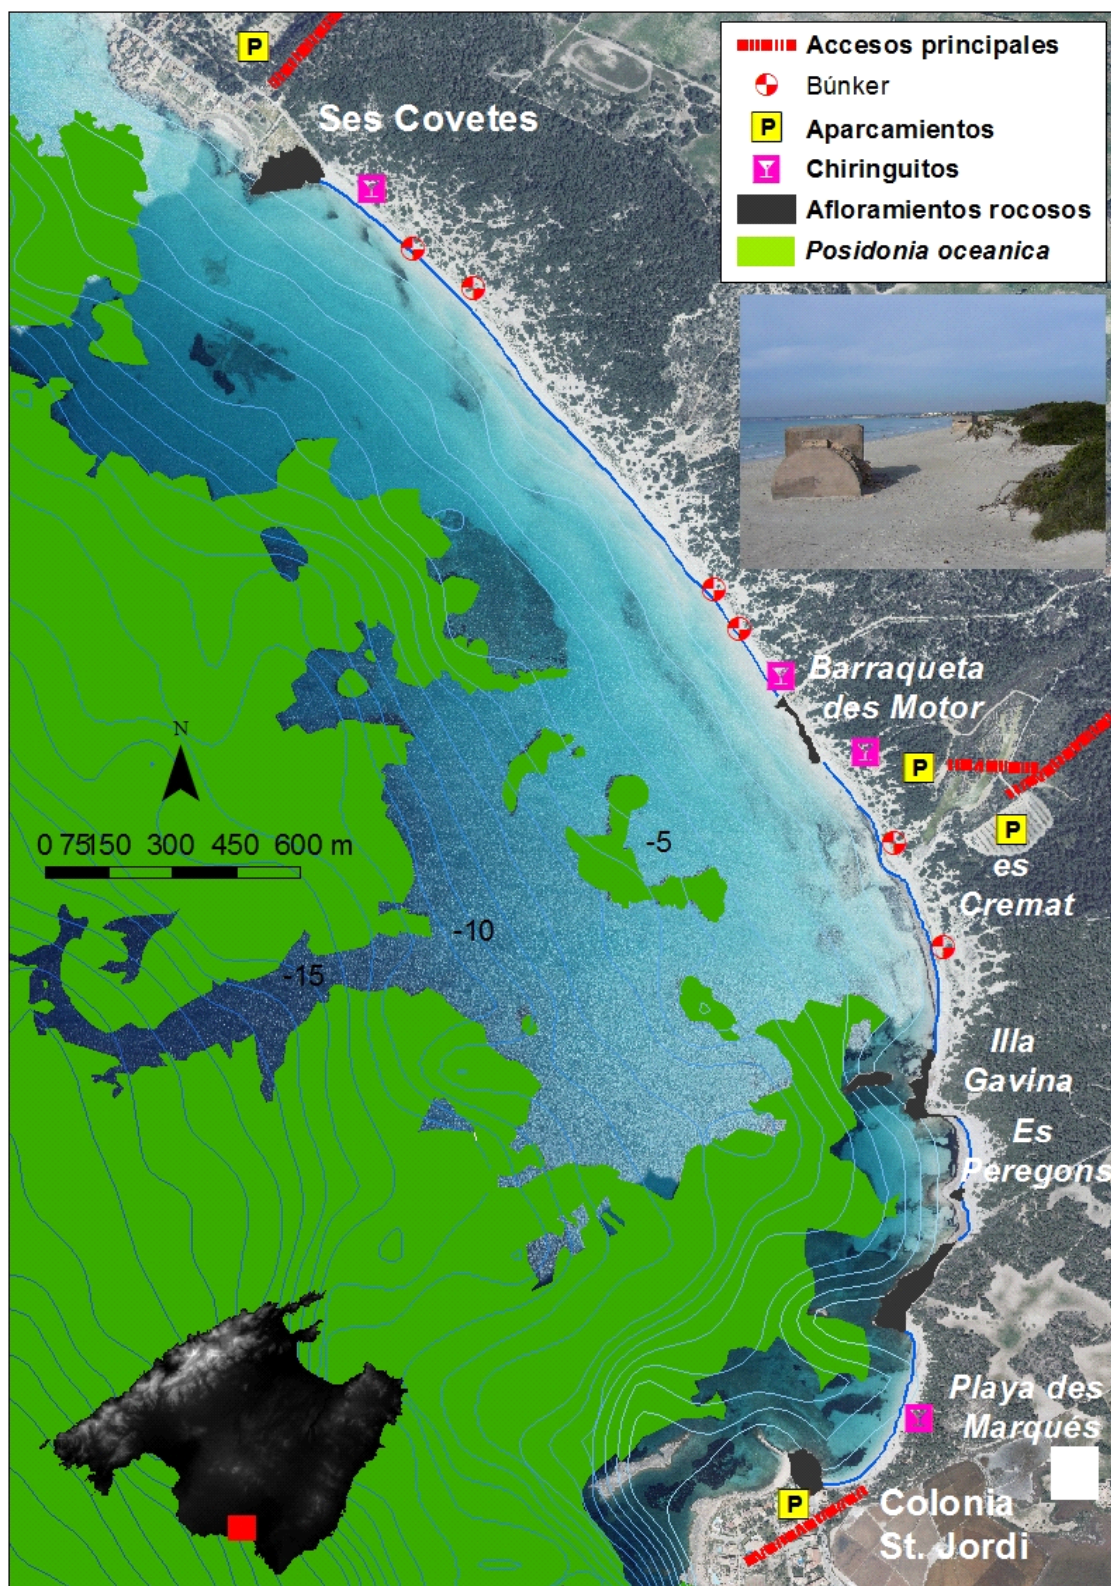 P
Accesos principales
Búnker
P Aparcamientos
Chiringuitos
Afloramientos rocosos
Posidonia oceanica
Ses Covetes
Barraqueta
des Motor
P
P
es
Cremat
N
0 75150 300 450 600 m
-5
-10
-15
Illa
Gavina
Es
Peregons
Playa des
Marqués
P
Colonia
St. Jordi